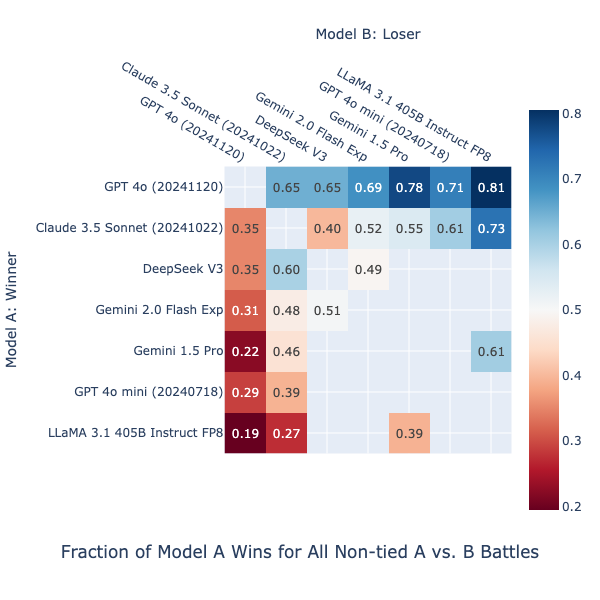 Model B: Loser
GPT 4o (20241120)
Claude 3.5 Sonnet (20241022)
DeepSeek V3
Gemini 2.0 Flash Exp
Gemini 1.5 Pro
GPT 4o mini (20240718)
LLaMA 3.1 405B Instruct FP8
Model A: Winner
GPT 4o (20241120) 0.65 0.65 0.69 0.78 0.71 0.81
Claude 3.5 Sonnet (20241022) 0.35 0.40 0.52 0.55 0.61 0.73
DeepSeek V3 0.35 0.60 0.49
Gemini 2.0 Flash Exp 0.31 0.48 0.51
Gemini 1.5 Pro 0.22 0.46 0.61
GPT 4o mini (20240718) 0.29 0.39
LLaMA 3.1 405B Instruct FP8 0.19 0.27 0.39
0.8
0.7
0.6
0.5
0.4
0.3
0.2
Fraction of Model A Wins for All Non-tied A vs. B Battles